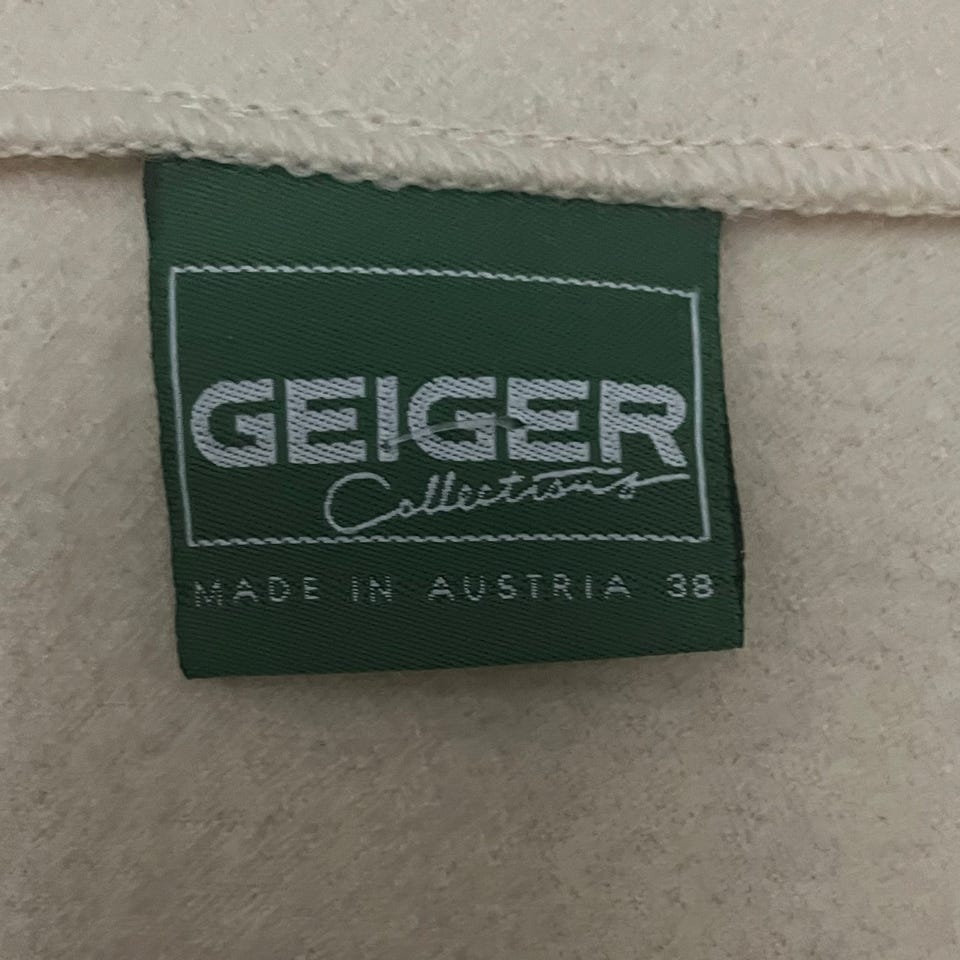 GEIGER
Collections
MADE IN AUSTRIA 38